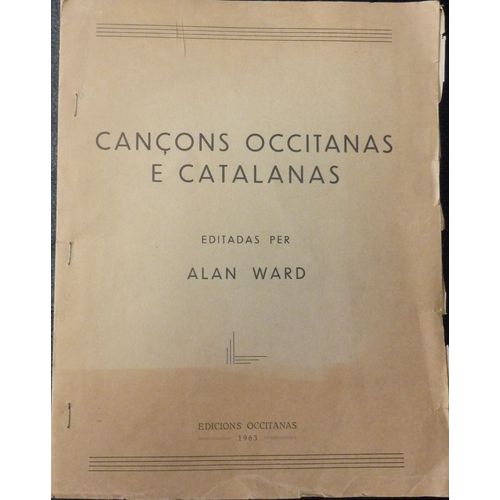 CANÇONS OCCITANAS
E CATALANAS
EDITADAS PER
ALAN WARD
EDICIONS OCCITANAS
1963